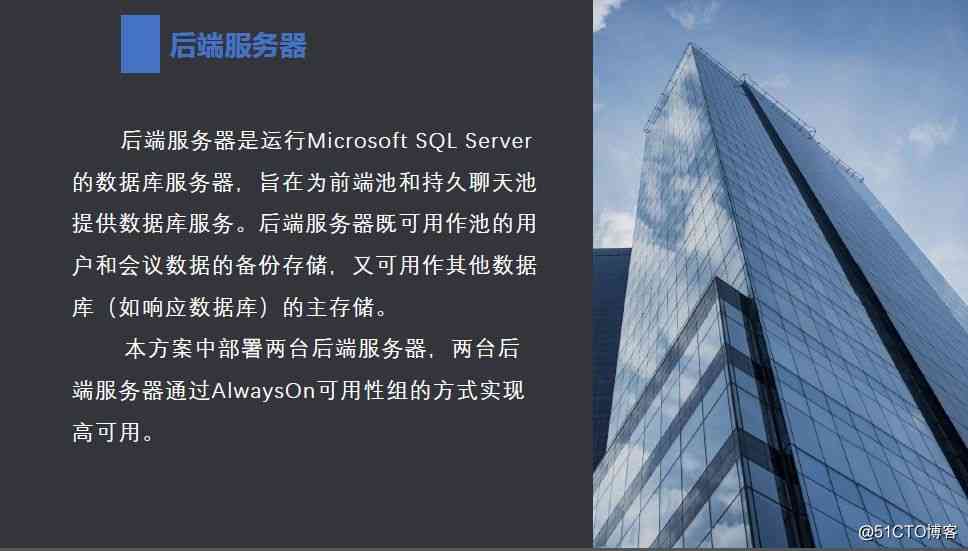 后端服务器
后端服务器是运行Microsoft SQL Server
的数据库服务器，旨在为前端池和持久聊天池
提供数据库服务。后端服务器既可用作池的用
户和会议数据的备份存储，又可用作其他数据
库（如响应数据库）的主存储。
本方案中部署两台后端服务器，两台后
端服务器通过AlwaysOn可用性组的方式实现
高可用。
@51CTO博客